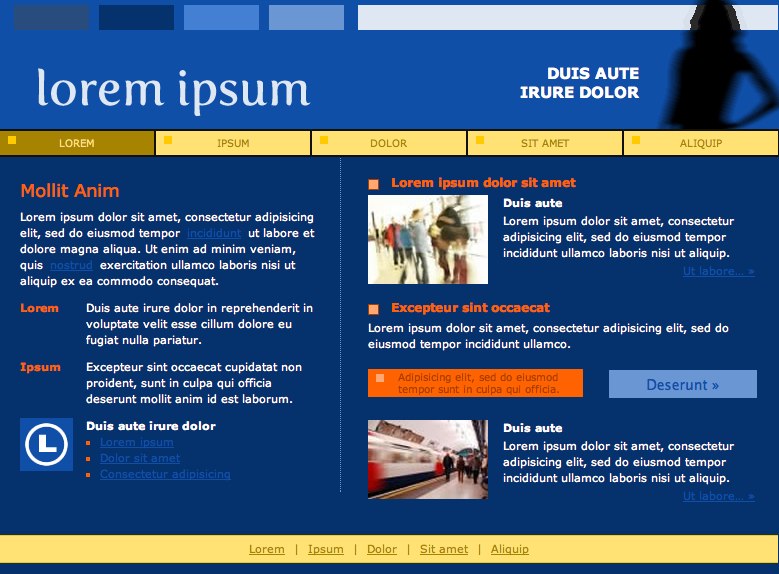 lorem ipsum
DUIS AUTE
IRURE DOLOR
LOREM
IPSUM
DOLOR
SIT AMET
ALIQUIP
Mollit Anim
Lorem ipsum dolor sit amet, consectetur adipisicing
elit, sed do eiusmod tempor incididunt ut labore et
dolore magna aliqua. Ut enim ad minim veniam,
quis nostrud exercitation ullamco laboris nisi ut
aliquip ex ea commodo consequat.
Lorem
Duis aute irure dolor in reprehenderit in
voluptate velit esse cillum dolore eu
fugiat nulla pariatur.
Ipsum
Excepteur sint occaecat cupidatat non
proident, sunt in culpa qui officia
deserunt mollit anim id est laborum.
L
Duis aute irure dolor
Lorem ipsum
Dolor sit amet
Consectetur adipisicing
Lorem ipsum dolor sit amet
Duis aute
Lorem ipsum dolor sit amet, consectetur
adipisicing elit, sed do eiusmod tempor
incididunt ullamco laboris nisi ut aliquip.
Ut labore... »
Excepteur sint occaecat
Lorem ipsum dolor sit amet, consectetur adipisicing elit, sed do
eiusmod tempor incididunt ullamco.
Adipisicing elit, sed do eiusmod
tempor sunt in culpa qui officia.
Deserunt »
Duis aute
Lorem ipsum dolor sit amet, consectetur
adipisicing elit, sed do eiusmod tempor
incididunt ullamco laboris nisi ut aliquip.
Ut labore... »
Lorem | Ipsum | Dolor | Sit amet | Aliquip